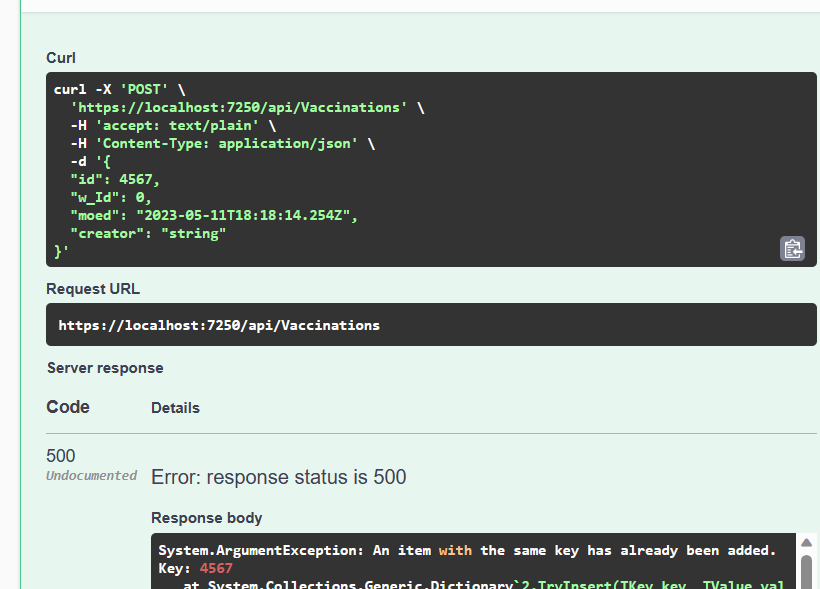 Curl
curl -X 'POST' \
'https://localhost:7250/api/Vaccinations' \
-H 'accept: text/plain' \
-H 'Content-Type: application/json' \
-d '{
"id": 4567,
"w_Id": 0,
"moed": "2023-05-11T18:18:14.254Z",
"creator": "string"
}'
Request URL
https://localhost:7250/api/Vaccinations
Server response
Code Details
500
Undocumented
Error: response status is 500
Response body
System.ArgumentException: An item with the same key has already been added.
Key: 4567
at System.Collections.Generic.Dictionary`2.TryInsert(TKey key, TValue val